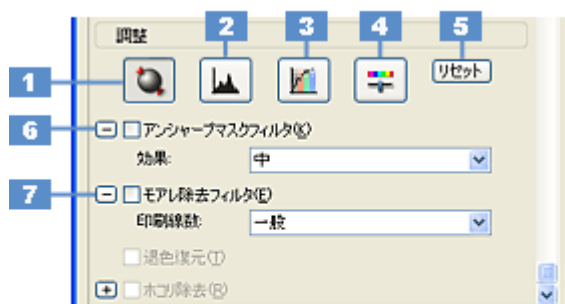 調整
2 3 4 5
1 リセット
6 アンシャープマスクフィルタ(K)
効果: 中
7 モアレ除去フィルタ(E)
印刷線数: 一般
退色復元(T)
ホコリ除去(R)